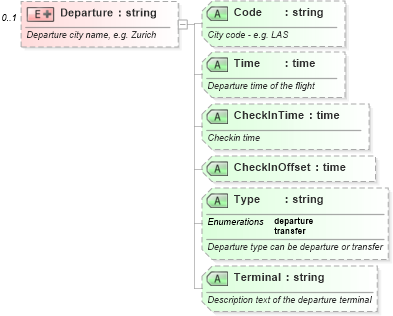 0..1
E Departure : string
Departure city name, e.g. Zurich
A Code : string
City code - e.g. LAS
A Time : time
Departure time of the flight
A CheckInTime : time
Checkin time
A CheckInOffset : time
A Type : string
Enumerations departure
transfer
Departure type can be departure or transfer
A Terminal : string
Description text of the departure terminal